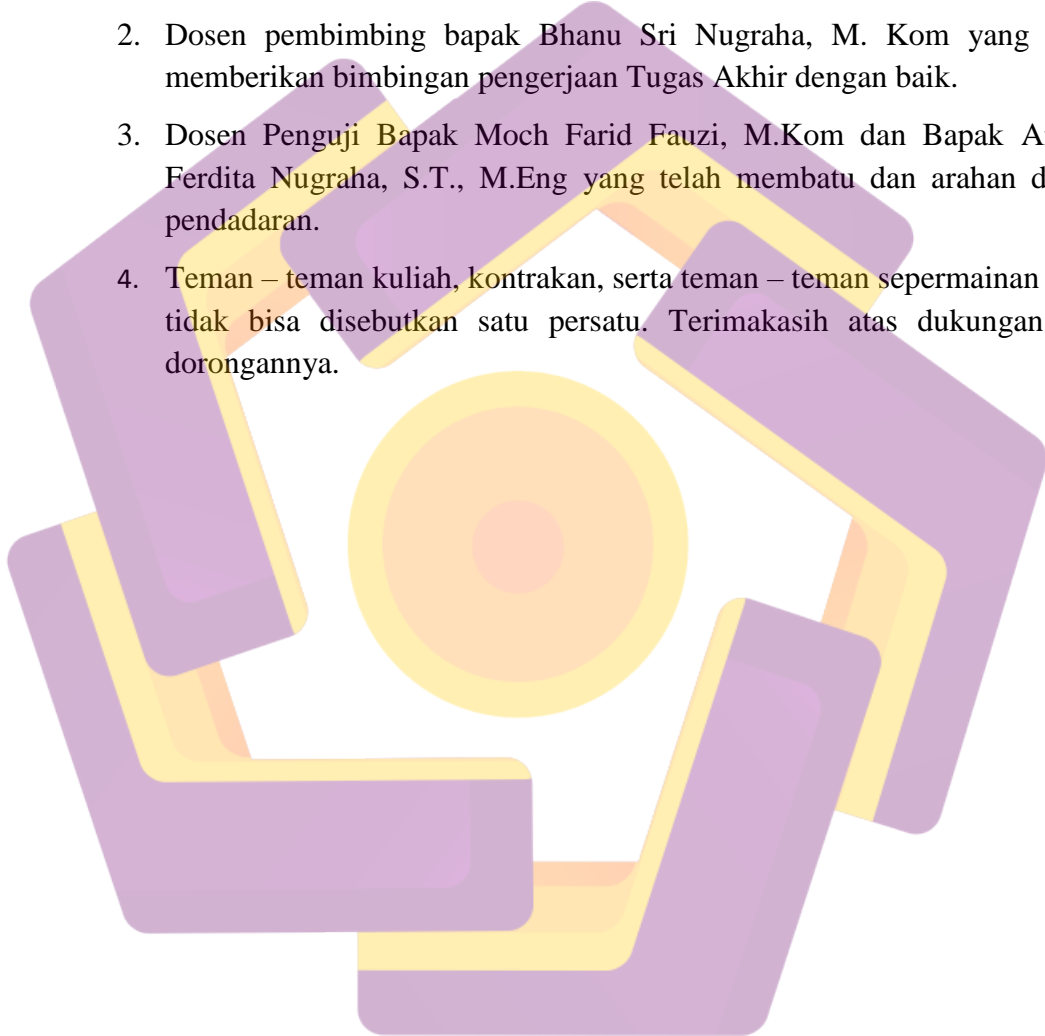 2. Dosen pembimbing bapak Bhanu Sri Nugraha, M. Kom yang
memberikan bimbingan pengerjaan Tugas Akhir dengan baik.
3. Dosen Penguji Bapak Moch Farid Fauzi, M.Kom dan Bapak
Ferdita Nugraha, S.T., M.Eng yang telah membatu dan arahan
pendadaran.
4. Teman – teman kuliah, kontrakan, serta teman – teman sepermainan
tidak bisa disebutkan satu persatu. Terimakasih atas dukungan
dorongannya.